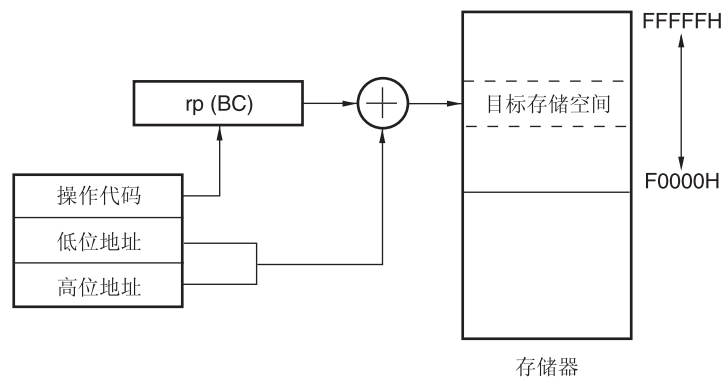 FFFFFH
rp (BC)
目标存储空间
F0000H
操作代码
低位地址
高位地址
存储器